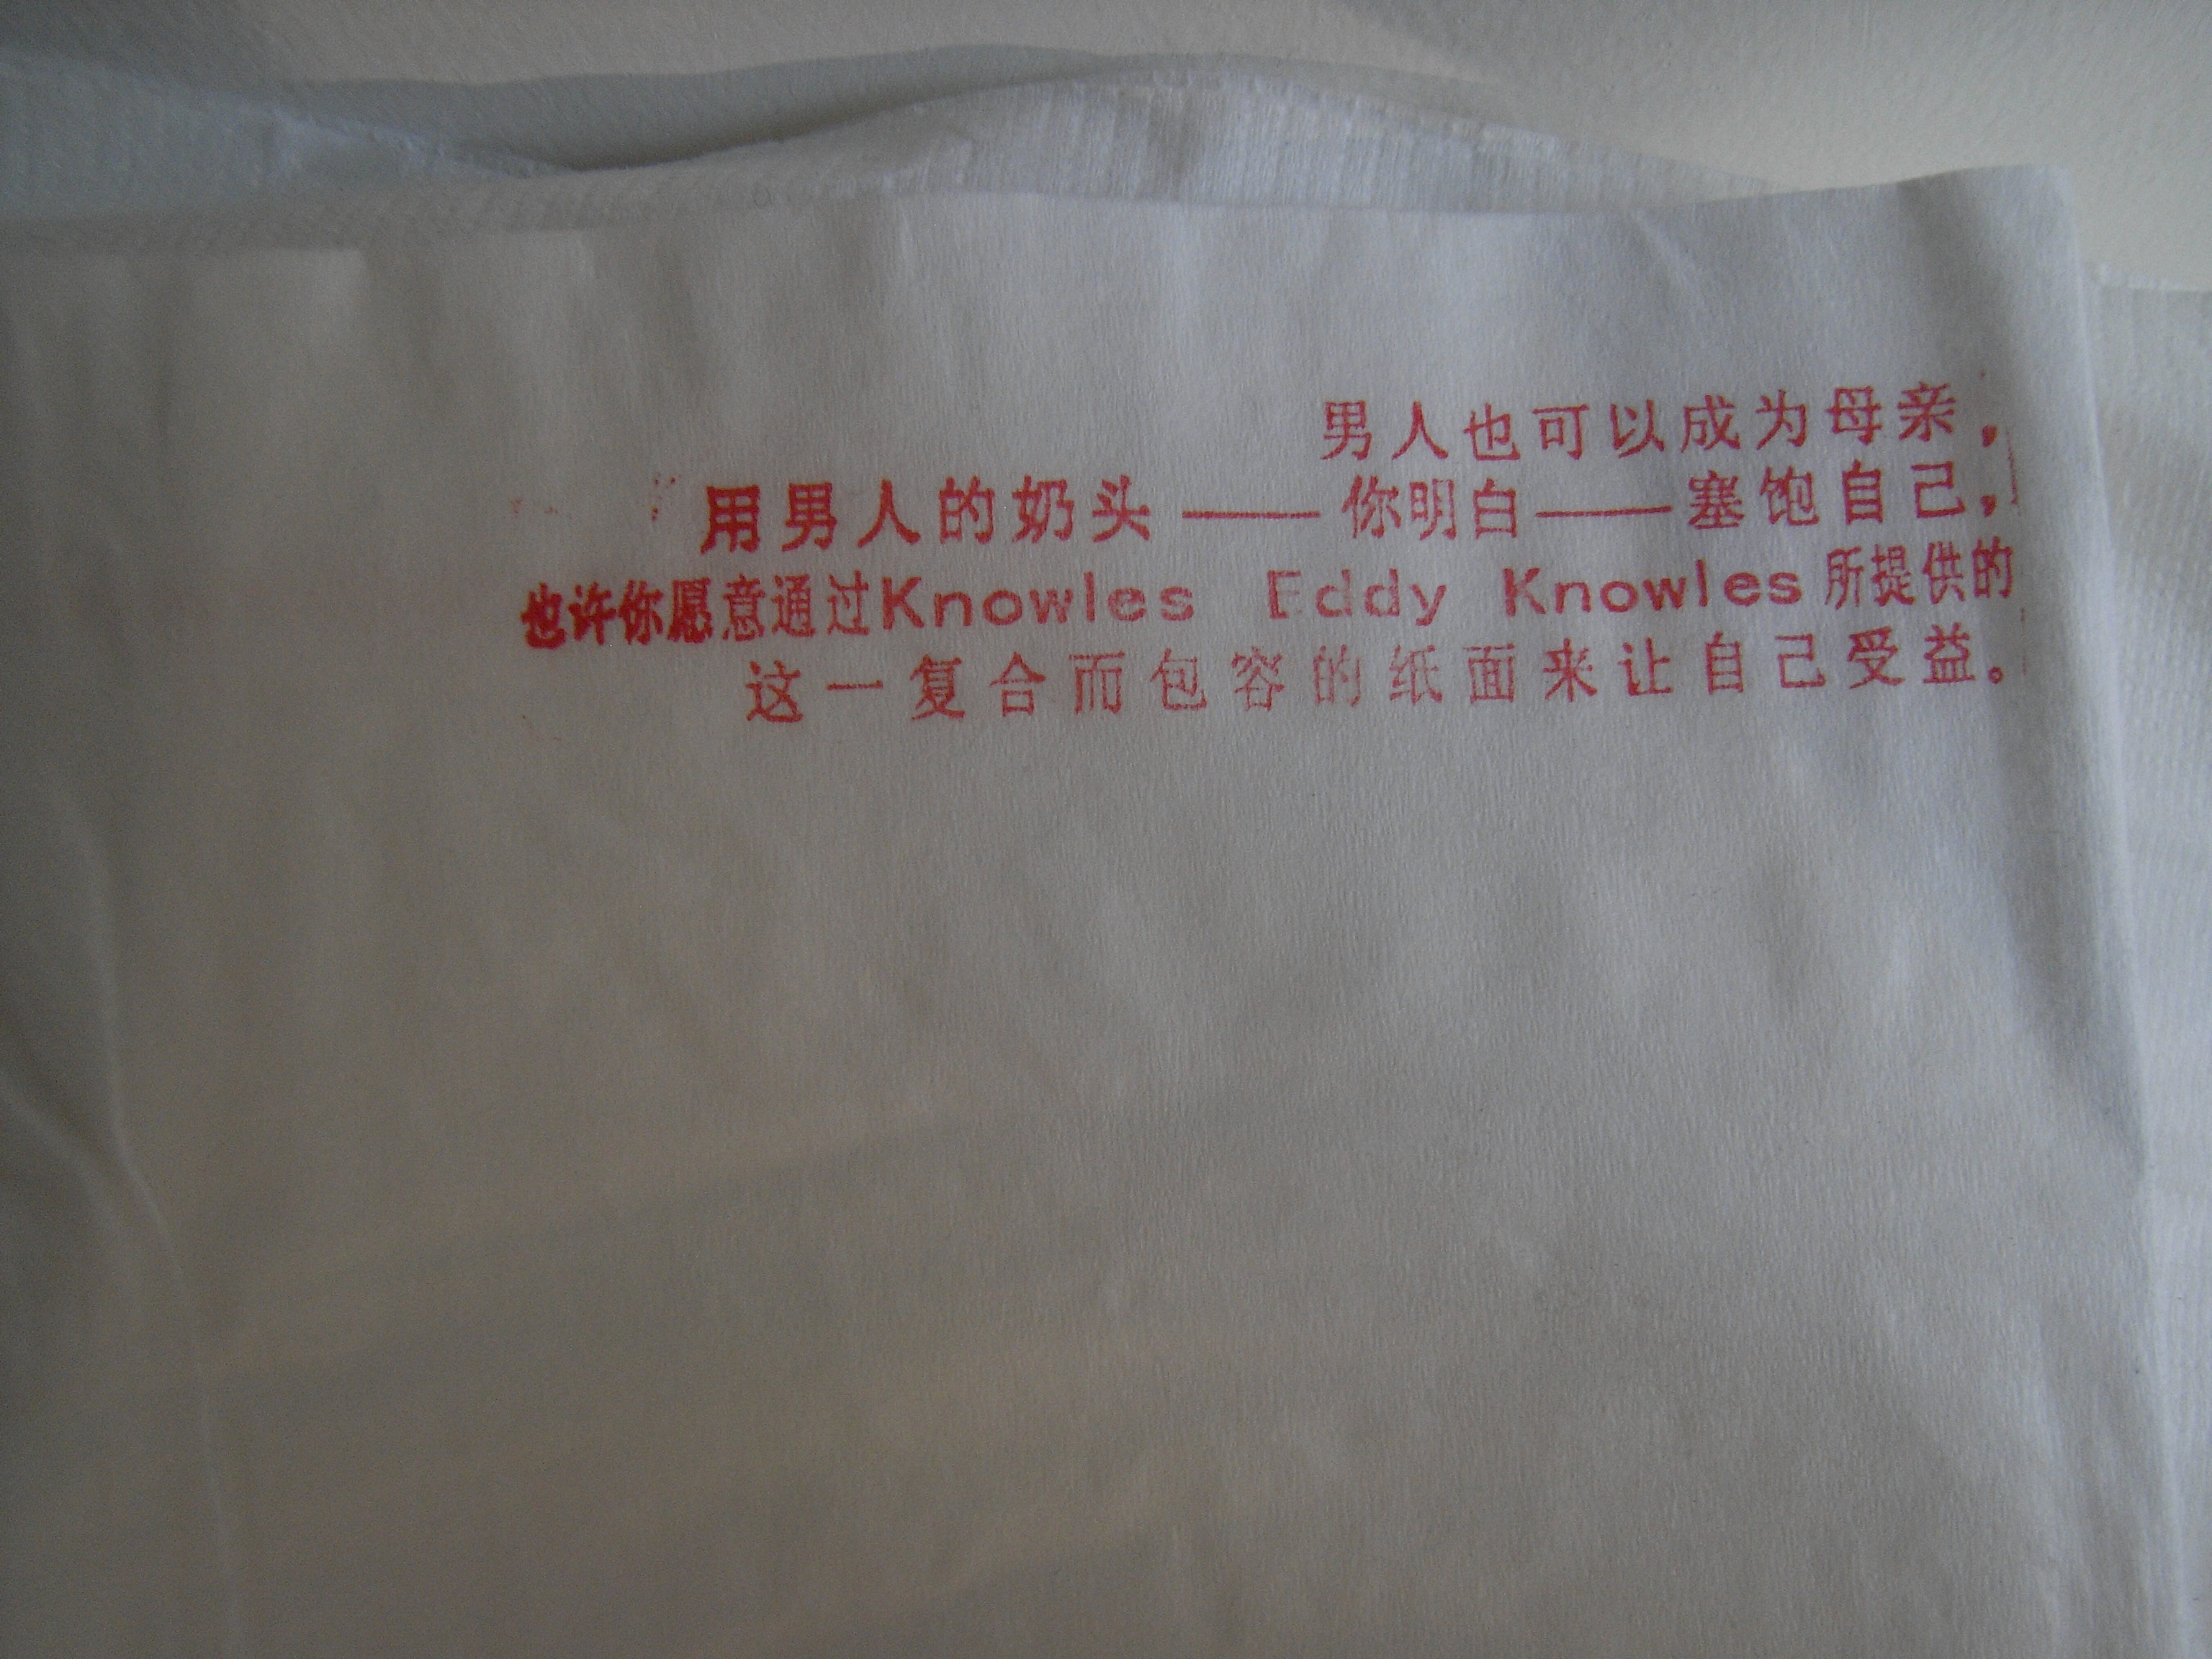 男人也可以成为母亲，
用男人的奶头——你明白——塞饱自己，
也许你愿意通过Knowles Eddy Knowles所提供的
这一复合而包容的纸面来让自己受益。